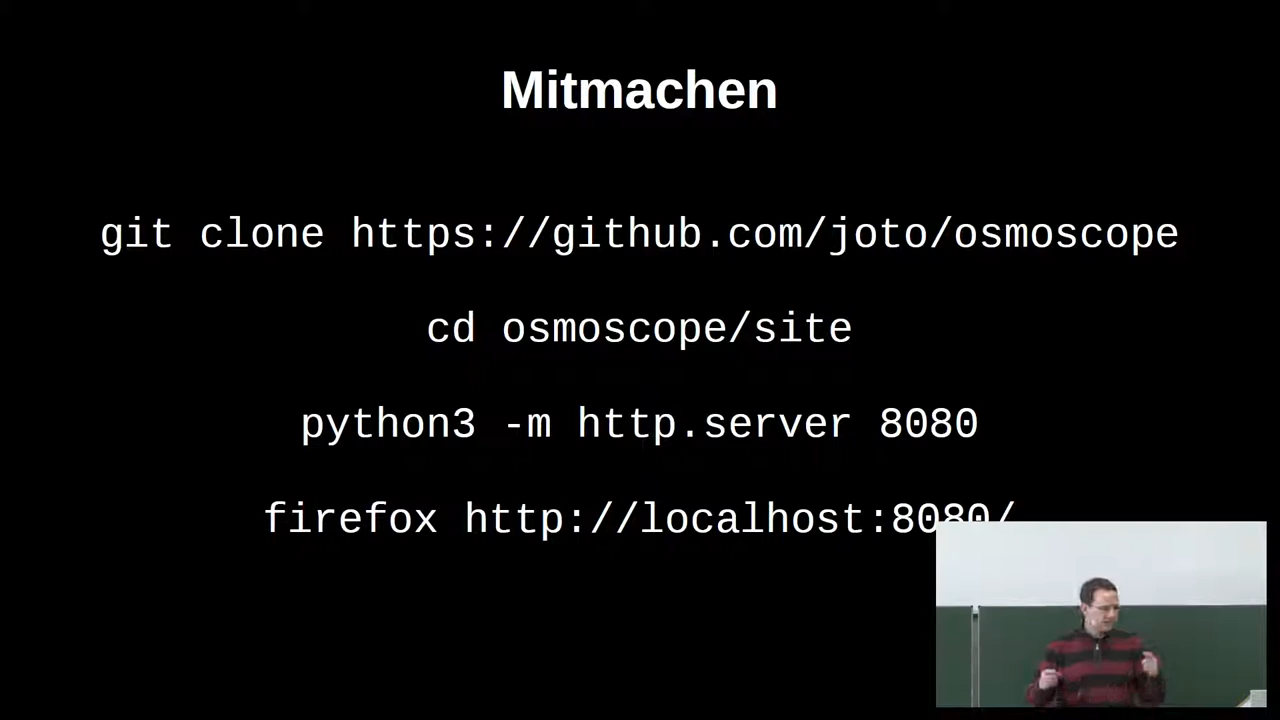 Mitmachen
git clone https://github.com/joto/osmoscope
cd osmoscope/site
python3 -m http.server 8080
firefox http://localhost:8080/